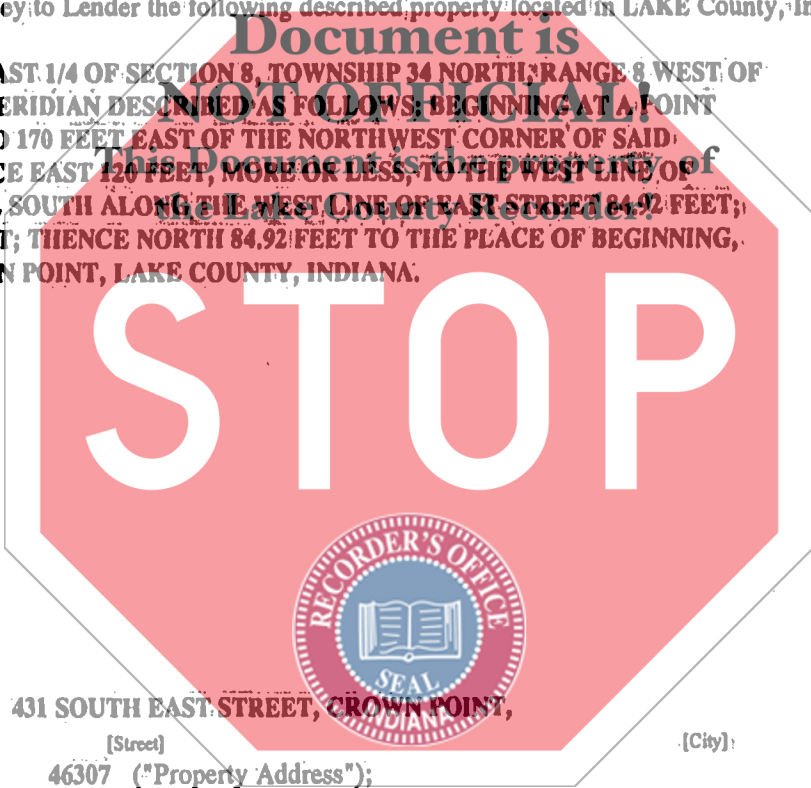 ey to Lender the following described property located in LAKE County, In
Document is
AST 1/4 OF SECTION 8, TOWNSHIP 34 NORTH, RANGE 8 WEST OF
NOT OFFICIAL!
ERIDIAN DESCRIBED AS FOLLOWS: BEGINNING AT A POINT
170 FEET EAST OF THE NORTHWEST CORNER OF SAID
This Document is the property of
CE EAST 120 FEET, MORE OR LESS, TO THE WEST LINE OF
the Lake County Recorder!
SOUTH ALONG THE WEST LINE OF EAST STREET 84.92 FEET;
T; THENCE NORTH 84.92 FEET TO THE PLACE OF BEGINNING,
N POINT, LAKE COUNTY, INDIANA.
STOP
RECORDER'S OFFICE
SEAL
INDIANA
431 SOUTH EAST STREET, CROWN POINT,
[Street] [City]
46307 ("Property Address");